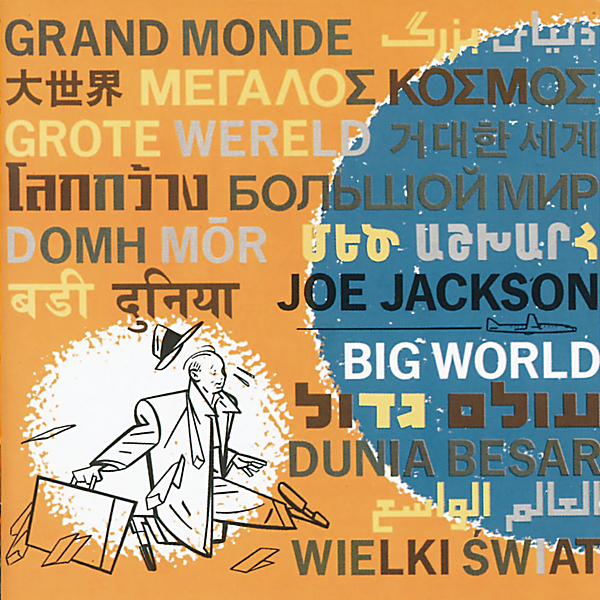 GRAND MONDE دنیای بزرگ
大世界 ΜΕΓΑΛΟΣ ΚΟΣΜΟΣ
GROTE WERELD 거대한 세계
โลกกว้าง БОЛЬШОЙ МИР
DOMH MŌR ՄԵԾ ԱՇԽԱՐՀ
बडी दुनिया JOE JACKSON
BIG WORLD
עולם גדול
DUNIA BESAR
العالم الواسع
WIELKI ŚWIAT